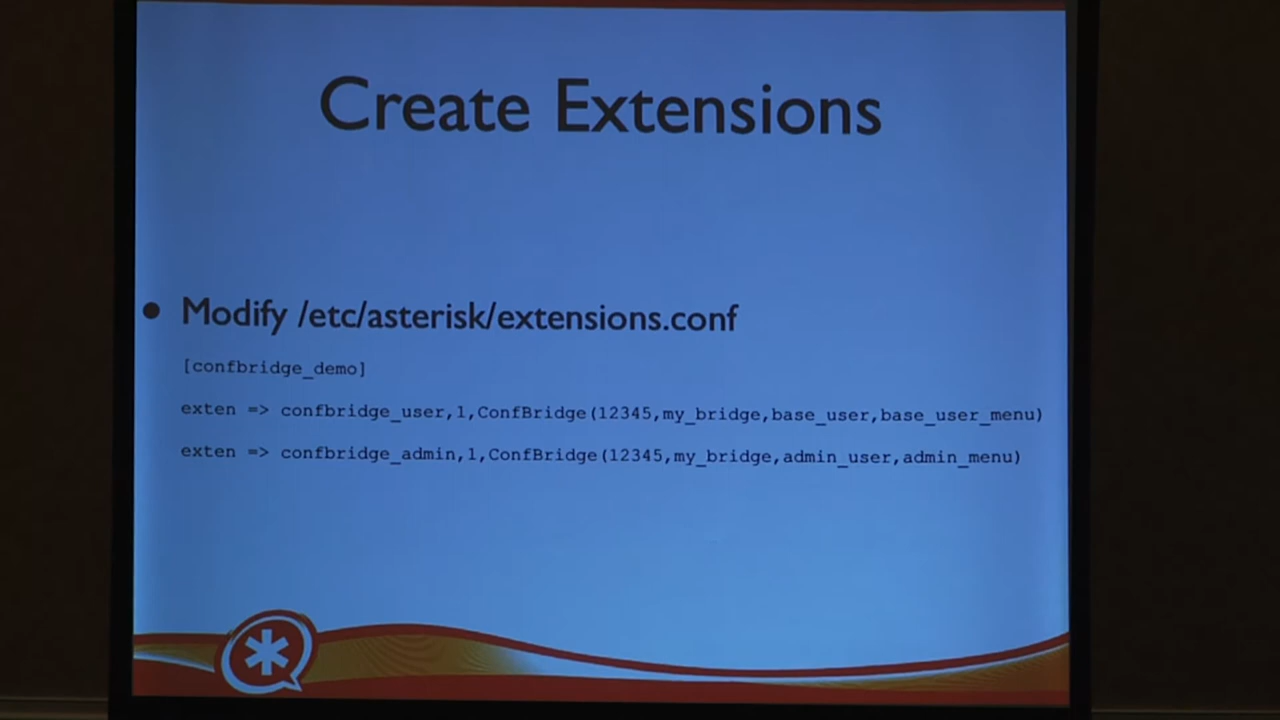 Create Extensions
• Modify /etc/asterisk/extensions.conf
[confbridge_demo]
exten => confbridge_user,1,ConfBridge(12345,my_bridge,base_user,base_user_menu)
exten => confbridge_admin,1,ConfBridge(12345,my_bridge,admin_user,admin_menu)